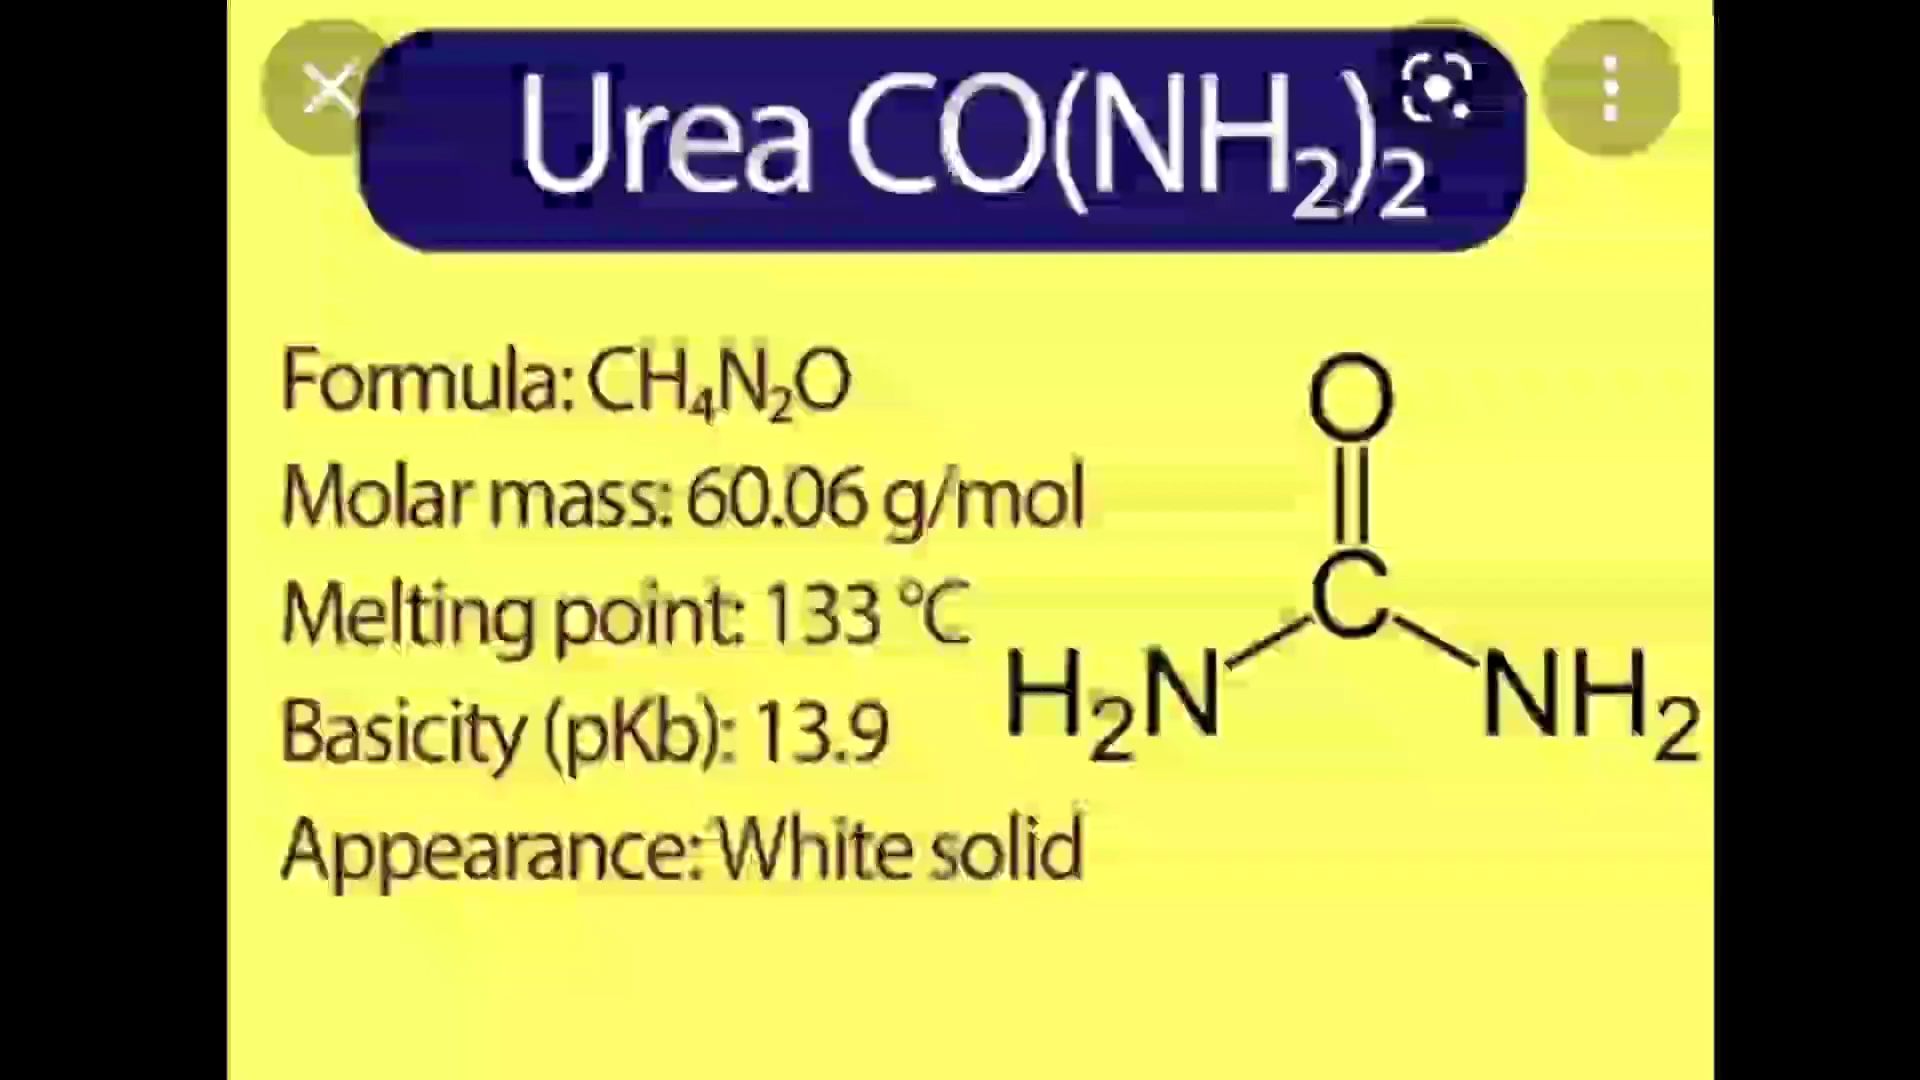 Urea CO(NH₂)₂
Formula: CH₄N₂O
Molar mass: 60.06 g/mol
Melting point: 133 °C
Basicity (pKb): 13.9
Appearance: White solid
O
C
H₂N NH₂